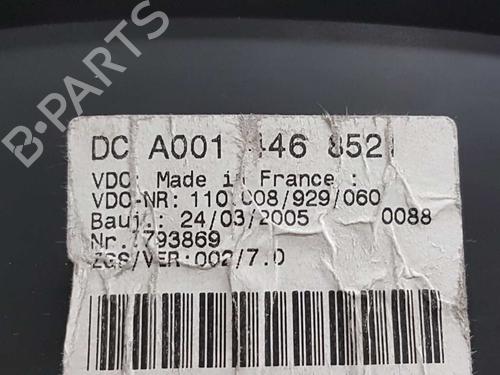 B-PARTS
DC A001 446 8521
VDO: Made in France :
VDO-NR: 110.008/929/060
Bauj.: 24/03/2005 0088
Nr.:793869
ZGS/VER:002/7.0